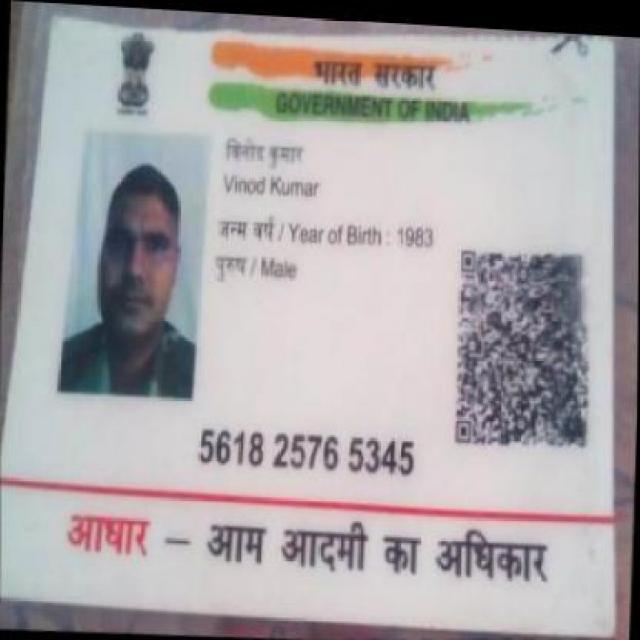 भारत सरकार
GOVERNMENT OF INDIA
विनोद कुमार
Vinod Kumar
जन्म वर्ष / Year of Birth : 1983
पुरुष / Male
5618 2576 5345
आधार – आम आदमी का अधिकार